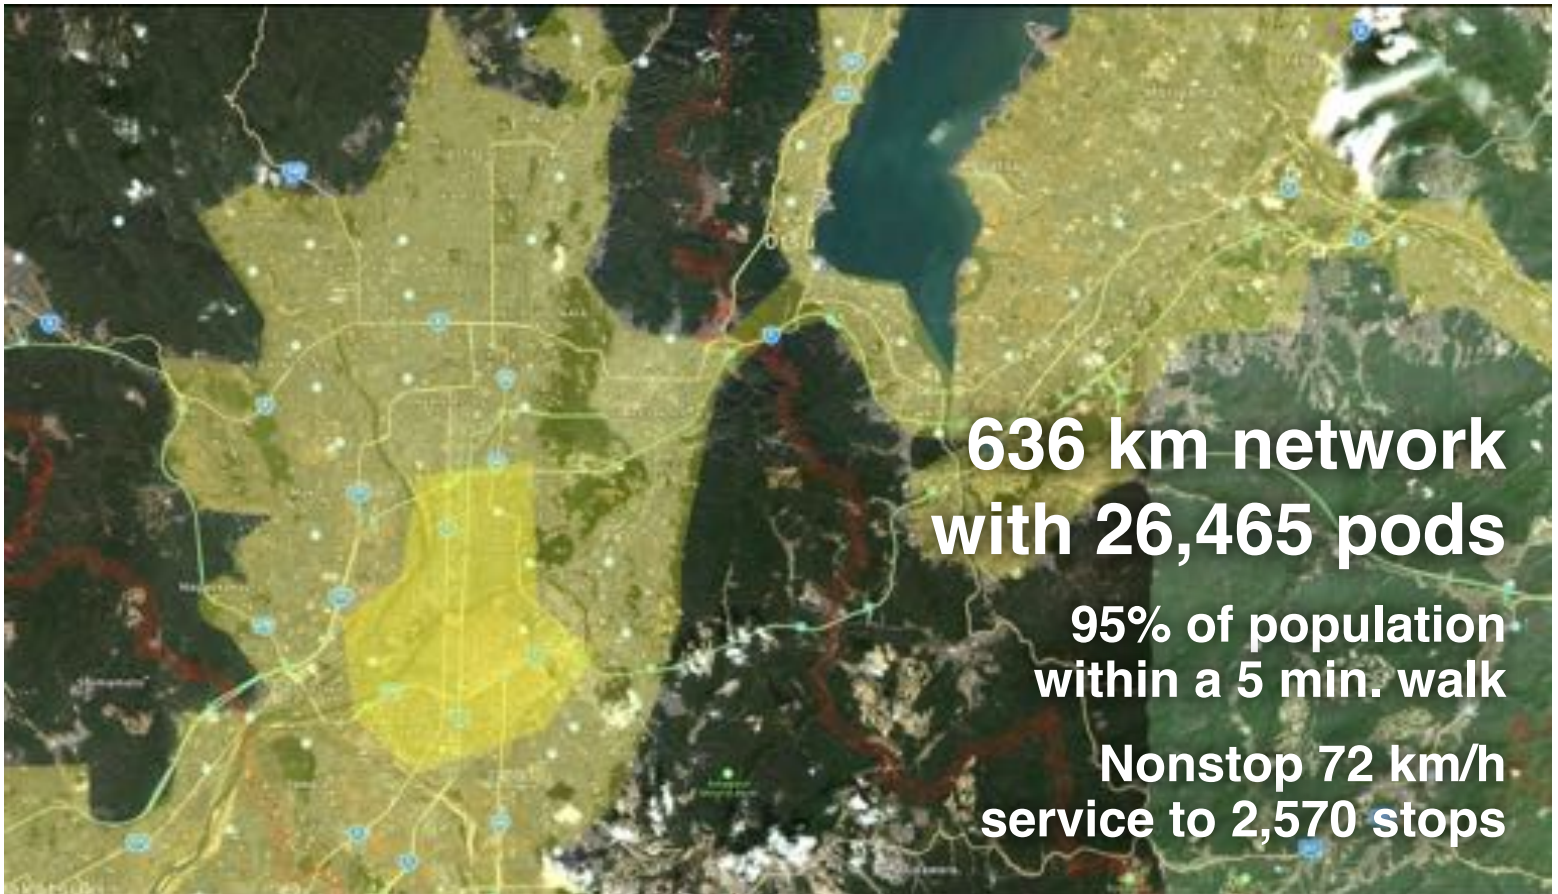 Otsu
636 km network
with 26,465 pods
95% of population
within a 5 min. walk
Nonstop 72 km/h
service to 2,570 stops